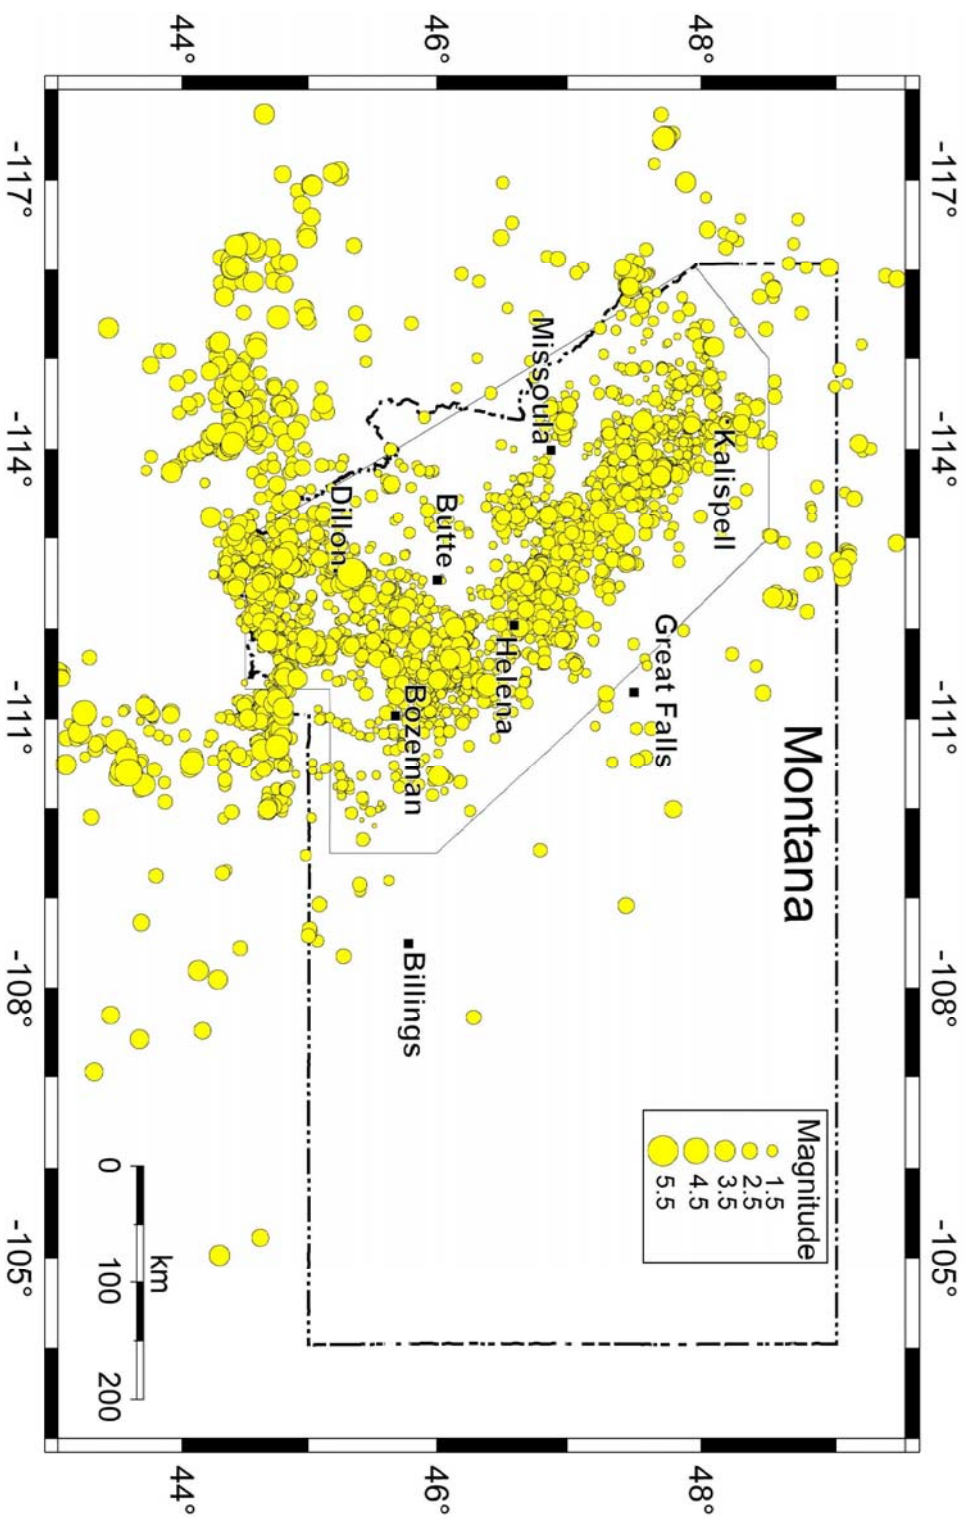 -117°
-114°
-111°
-108°
-105°
48°
48°
46°
46°
44°
44°
Montana
Kalispell
Great Falls
Missoula
Helena
Butte
Bozeman
Billings
Dillon
Magnitude
1.5
2.5
3.5
4.5
5.5
km
0
100
200
-117°
-114°
-111°
-108°
-105°